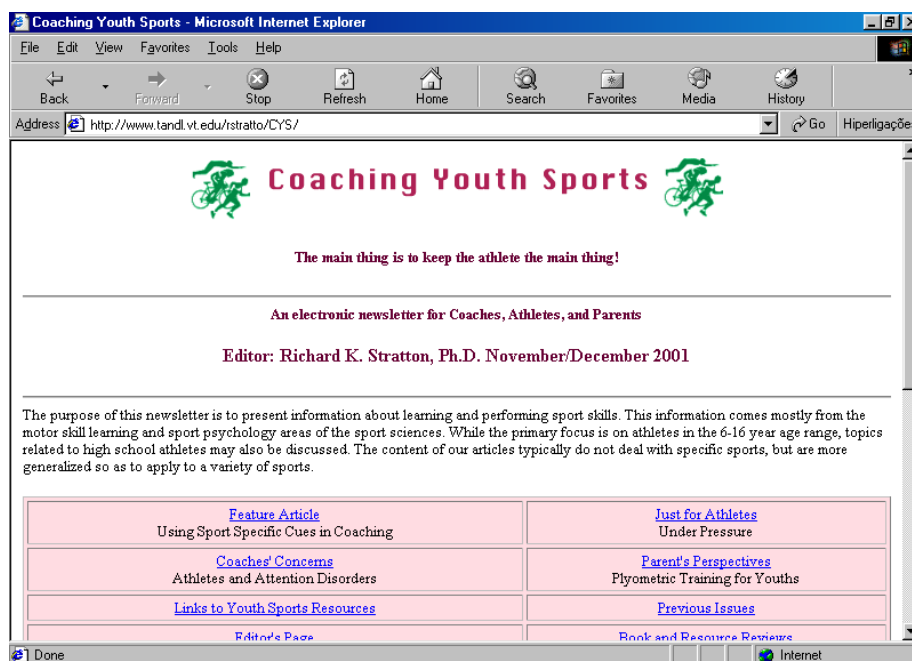 Coaching Youth Sports - Microsoft Internet Explorer
File Edit View Favorites Tools Help
Back Forward Stop Refresh Home Search Favorites Media History
Address http://www.tandl.vt.edu/rstratto/CYS/ Go Hiperligaçõe
Coaching Youth Sports
The main thing is to keep the athlete the main thing!
An electronic newsletter for Coaches, Athletes, and Parents
Editor: Richard K. Stratton, Ph.D. November/December 2001
The purpose of this newsletter is to present information about learning and performing sport skills. This information comes mostly from the
motor skill learning and sport psychology areas of the sport sciences. While the primary focus is on athletes in the 6-16 year age range, topics
related to high school athletes may also be discussed. The content of our articles typically do not deal with specific sports, but are more
generalized so as to apply to a variety of sports.
Feature Article
Using Sport Specific Cues in Coaching
Just for Athletes
Under Pressure
Coaches' Concerns
Athletes and Attention Disorders
Parent's Perspectives
Plyometric Training for Youths
Links to Youth Sports Resources
Previous Issues
Editor's Page
Book and Resource Reviews
Done Internet